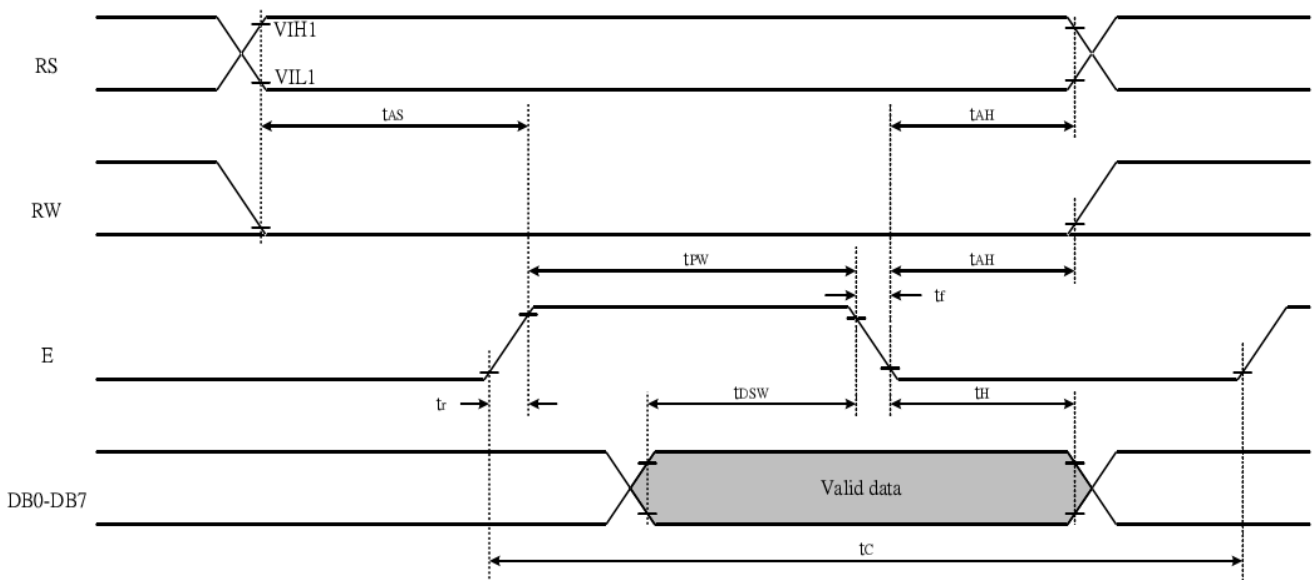 VIH1
RS
VIL1
tAS
tAH
RW
tPW
tAH
tf
E
tr
tDSW
tH
Valid data
DB0-DB7
tC